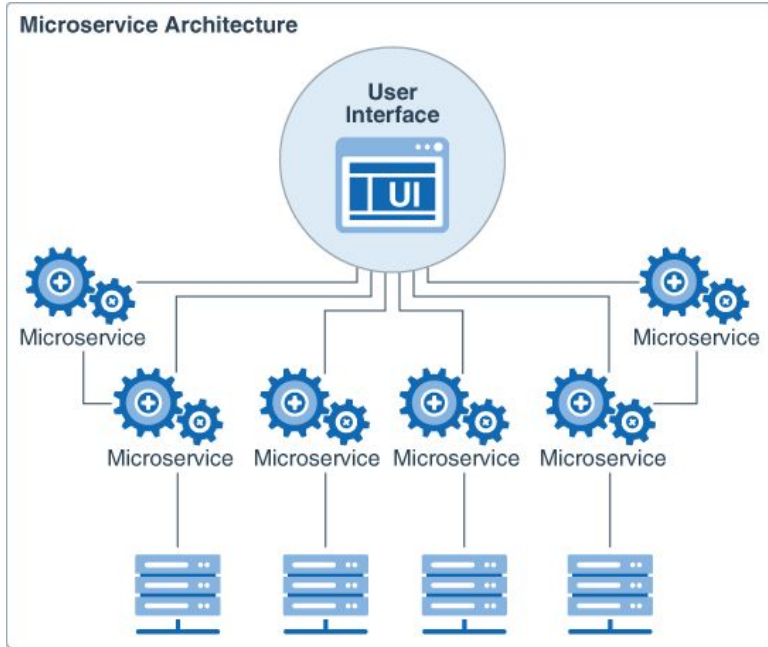 Microservice Architecture
User
Interface
UI
Microservice
Microservice
Microservice
Microservice
Microservice
Microservice